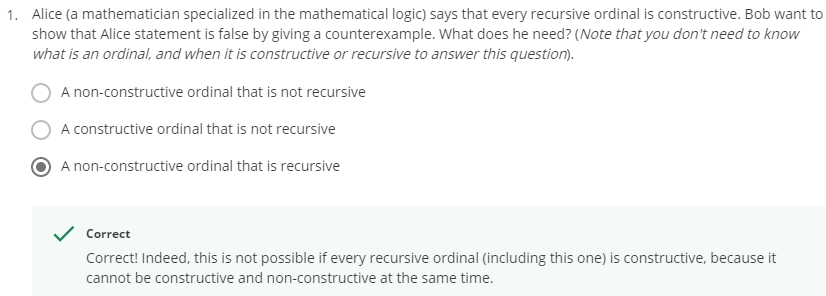 1. Alice (a mathematician specialized in the mathematical logic) says that every recursive ordinal is constructive. Bob want to
show that Alice statement is false by giving a counterexample. What does he need? (Note that you don't need to know
what is an ordinal, and when it is constructive or recursive to answer this question).
A non-constructive ordinal that is not recursive
A constructive ordinal that is not recursive
A non-constructive ordinal that is recursive
Correct
Correct! Indeed, this is not possible if every recursive ordinal (including this one) is constructive, because it
cannot be constructive and non-constructive at the same time.